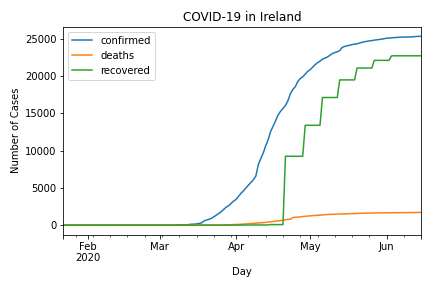 COVID-19 in Ireland
confirmed
deaths
recovered
Number of Cases
25000
20000
15000
10000
5000
0
Feb
2020
Mar
Apr
May
Jun
Day